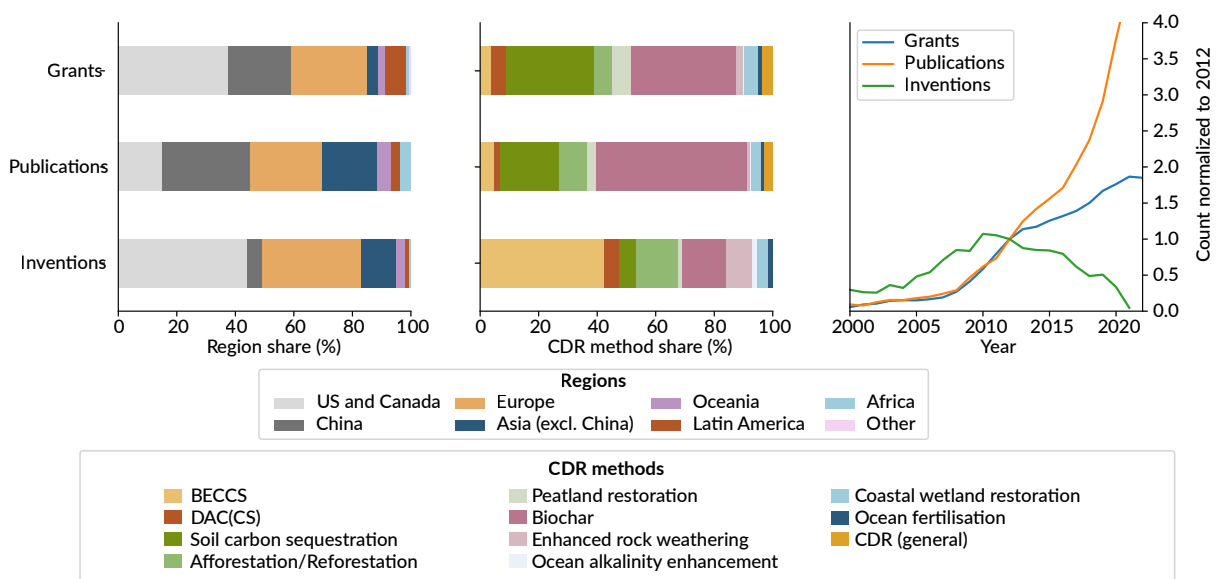 Grants
Publications
Inventions
0 20 40 60 80 100
Region share (%)
0 20 40 60 80 100
CDR method share (%)
Grants
Publications
Inventions
4.0
3.5
3.0
2.5
2.0
1.5
1.0
0.5
0.0
Count normalized to 2012
2000 2005 2010 2015 2020
Year
Regions
US and Canada Europe Oceania Africa
China Asia (excl. China) Latin America Other
CDR methods
BECCS Peatland restoration Coastal wetland restoration
DAC(CS) Biochar Ocean fertilisation
Soil carbon sequestration Enhanced rock weathering CDR (general)
Afforestation/Reforestation Ocean alkalinity enhancement